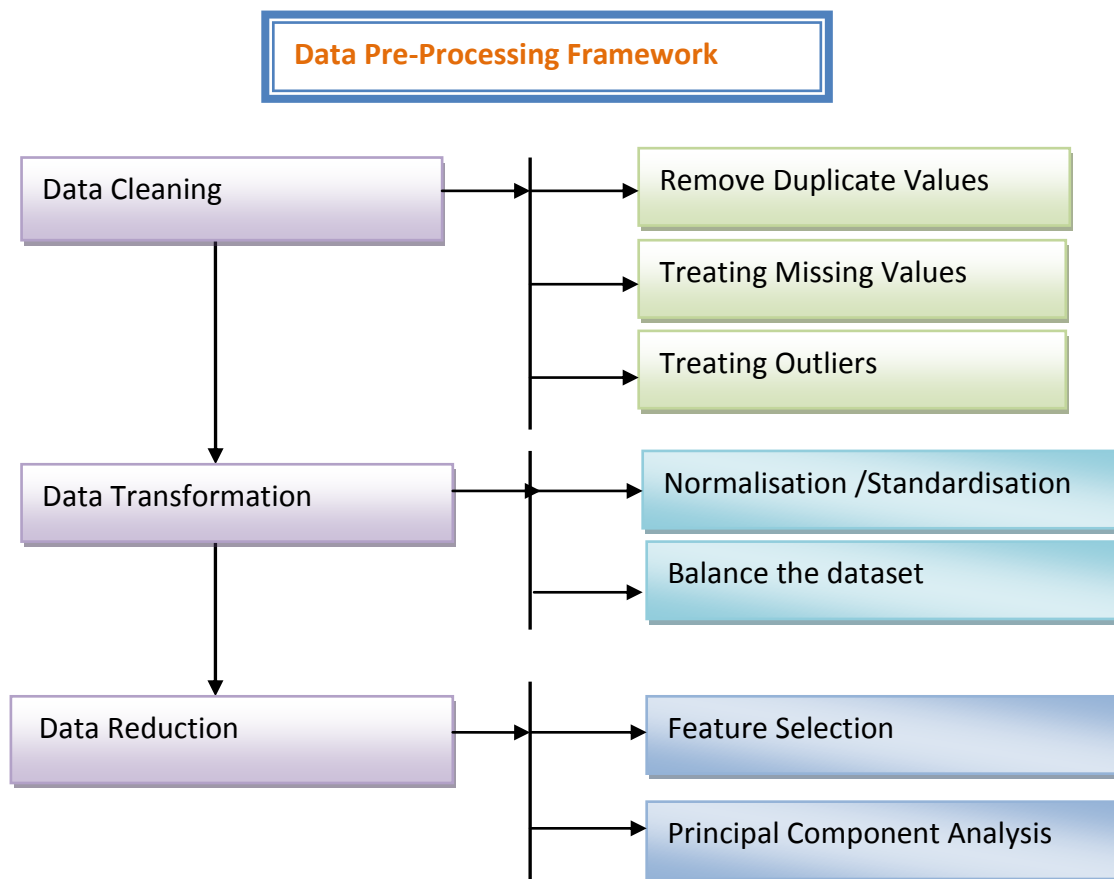 Data Pre-Processing Framework
Data Cleaning
Remove Duplicate Values
Treating Missing Values
Treating Outliers
Data Transformation
Normalisation /Standardisation
Balance the dataset
Data Reduction
Feature Selection
Principal Component Analysis